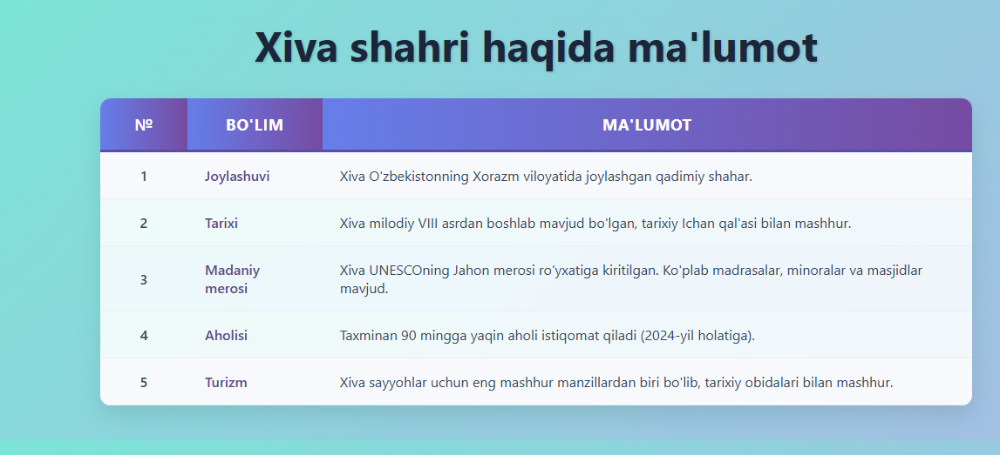 Xiva shahri haqida ma'lumot
№ BO'LIM MA'LUMOT
1 Joylashuvi Xiva O'zbekistonning Xorazm viloyatida joylashgan qadimiy shahar.
2 Tarixi Xiva milodiy VIII asrdan boshlab mavjud bo'lgan, tarixiy Ichan qal'asi bilan mashhur.
3 Madaniy merosi Xiva UNESCOning Jahon merosi ro'yxatiga kiritilgan. Ko'plab madrasalar, minoralar va masjidlar mavjud.
4 Aholisi Taxminan 90 mingga yaqin aholi istiqomat qiladi (2024-yil holatiga).
5 Turizm Xiva sayyohlar uchun eng mashhur manzillardan biri bo'lib, tarixiy obidalari bilan mashhur.